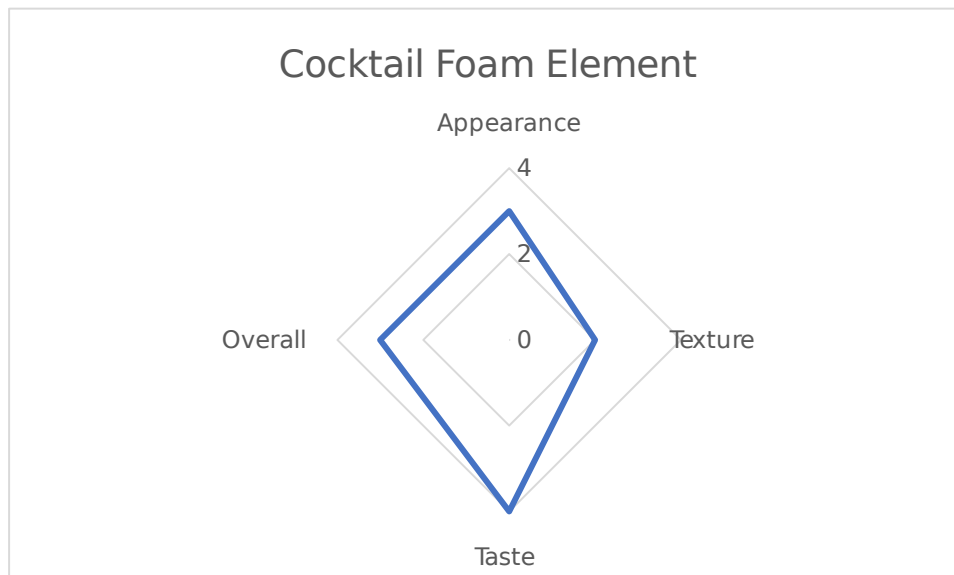 Cocktail Foam Element
Appearance
4
2
Overall
0
Texture
Taste